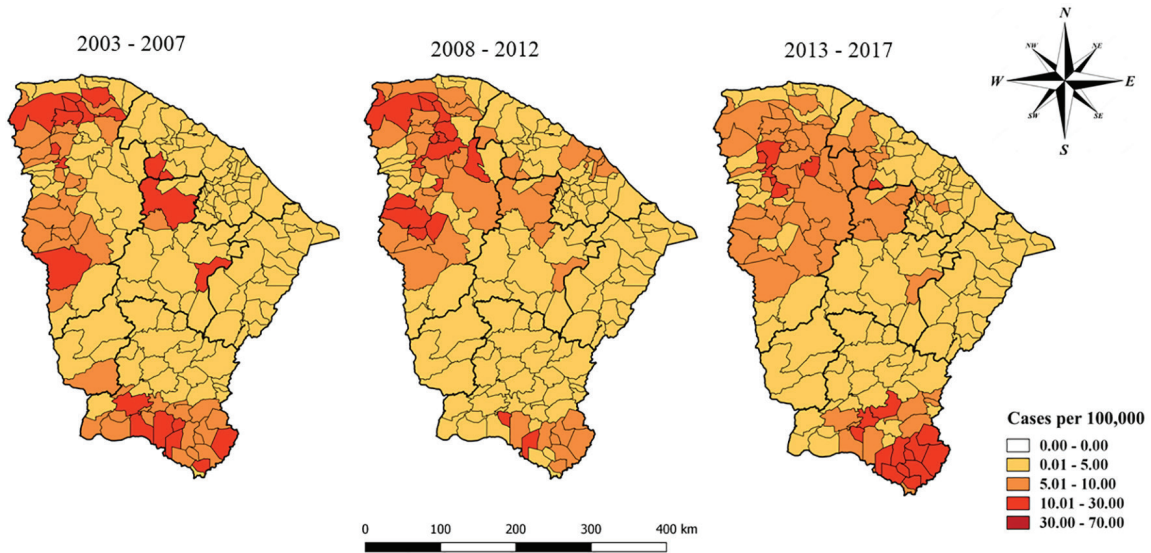 2003 - 2007
2008 - 2012
2013 - 2017
N
NW
NE
W
E
SW
SE
S
Cases per 100,000
0.00 - 0.00
0.01 - 5.00
5.01 - 10.00
10.01 - 30.00
30.00 - 70.00
0 100 200 300 400 km